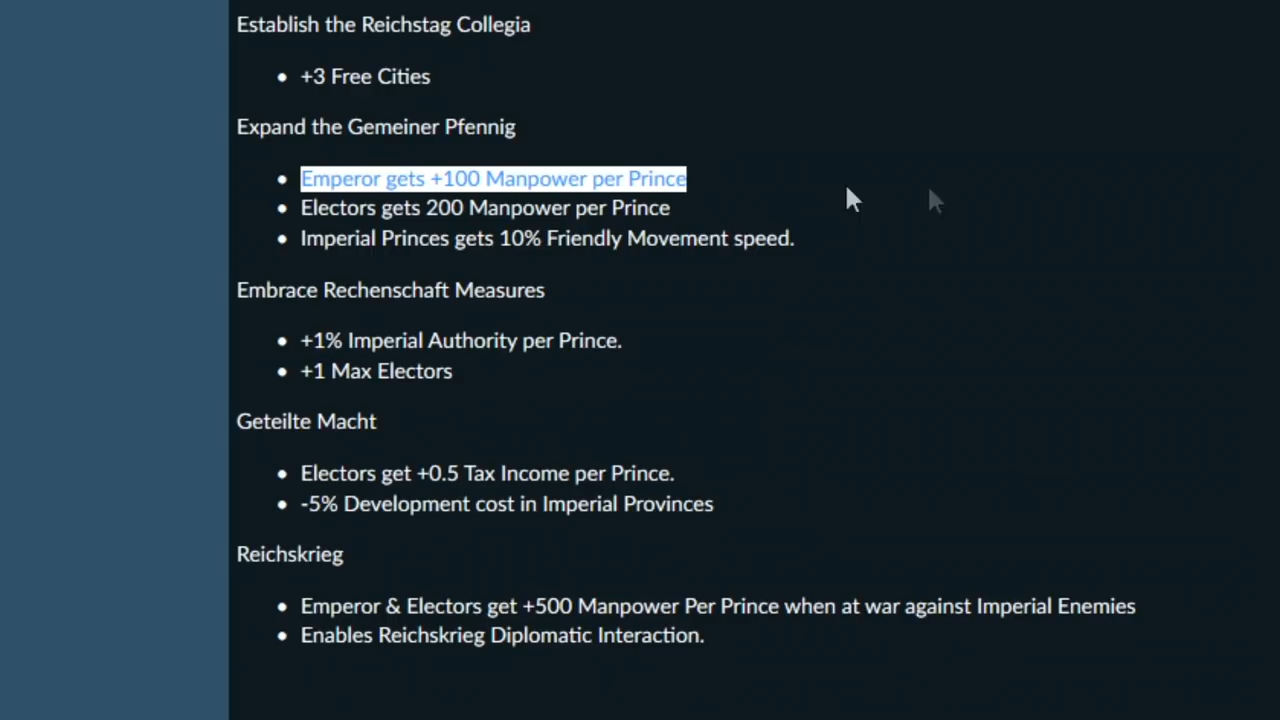 Establish the Reichstag Collegia
• +3 Free Cities
Expand the Gemeiner Pfennig
• Emperor gets +100 Manpower per Prince
• Electors gets 200 Manpower per Prince
• Imperial Princes gets 10% Friendly Movement speed.
Embrace Rechenschaft Measures
• +1% Imperial Authority per Prince.
• +1 Max Electors
Geteilte Macht
• Electors get +0.5 Tax Income per Prince.
• -5% Development cost in Imperial Provinces
Reichskrieg
• Emperor & Electors get +500 Manpower Per Prince when at war against Imperial Enemies
• Enables Reichskrieg Diplomatic Interaction.